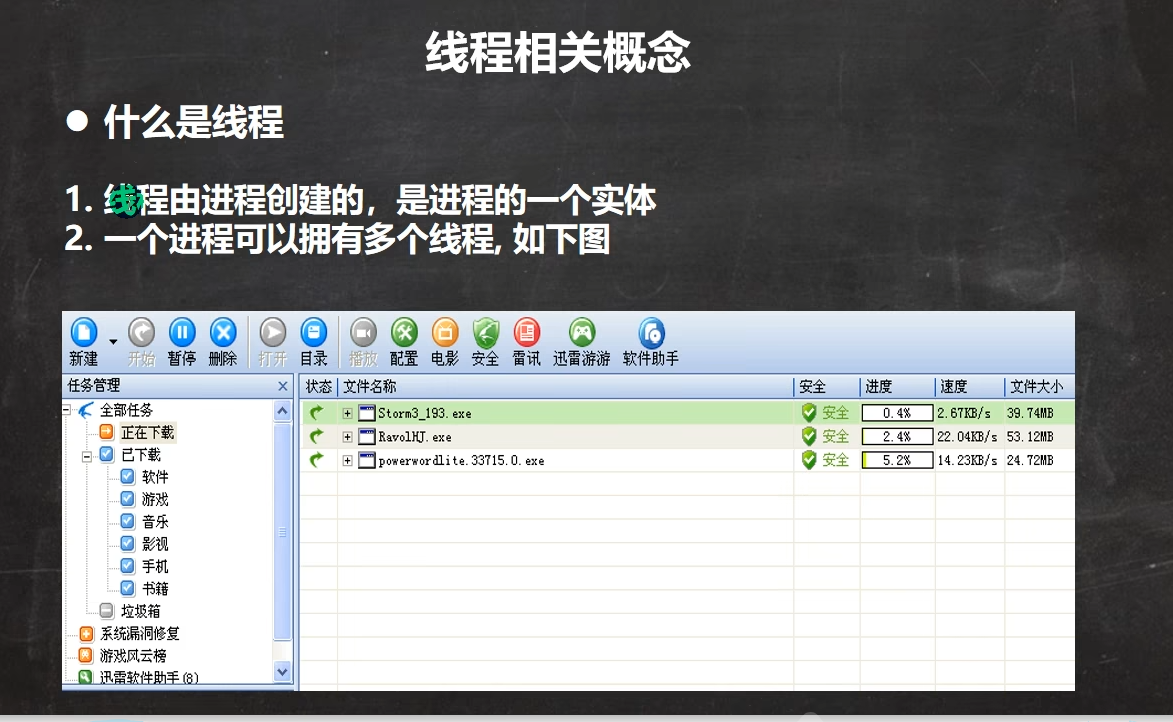 线程相关概念
● 什么是线程
1. 线程由进程创建的，是进程的一个实体
2. 一个进程可以拥有多个线程, 如下图
新建 开始 暂停 删除 打开 目录 播放 配置 电影 安全 雷讯 迅雷游游 软件助手
任务管理 × 状态 文件名称 安全 进度 速度 文件大小
全部任务
正在下载
已下载
软件
游戏
音乐
影视
手机
书籍
垃圾箱
系统漏洞修复
游戏风云榜
迅雷软件助手(8)
Storm3_193.exe 安全 0.4% 2.67KB/s 39.74MB
RavolHJ.exe 安全 2.4% 22.04KB/s 53.12MB
powerwordlite.33715.0.exe 安全 5.2% 14.23KB/s 24.72MB